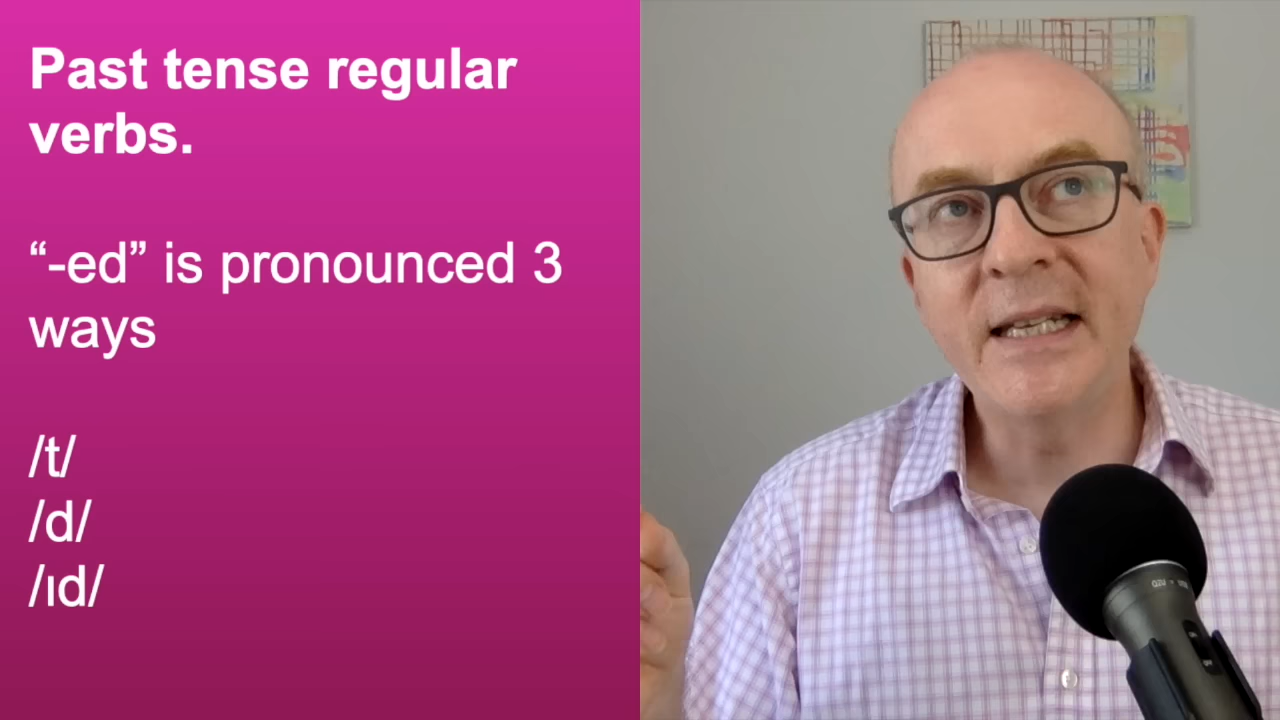 Past tense regular
verbs.
“-ed” is pronounced 3
ways
/t/
/d/
/ɪd/